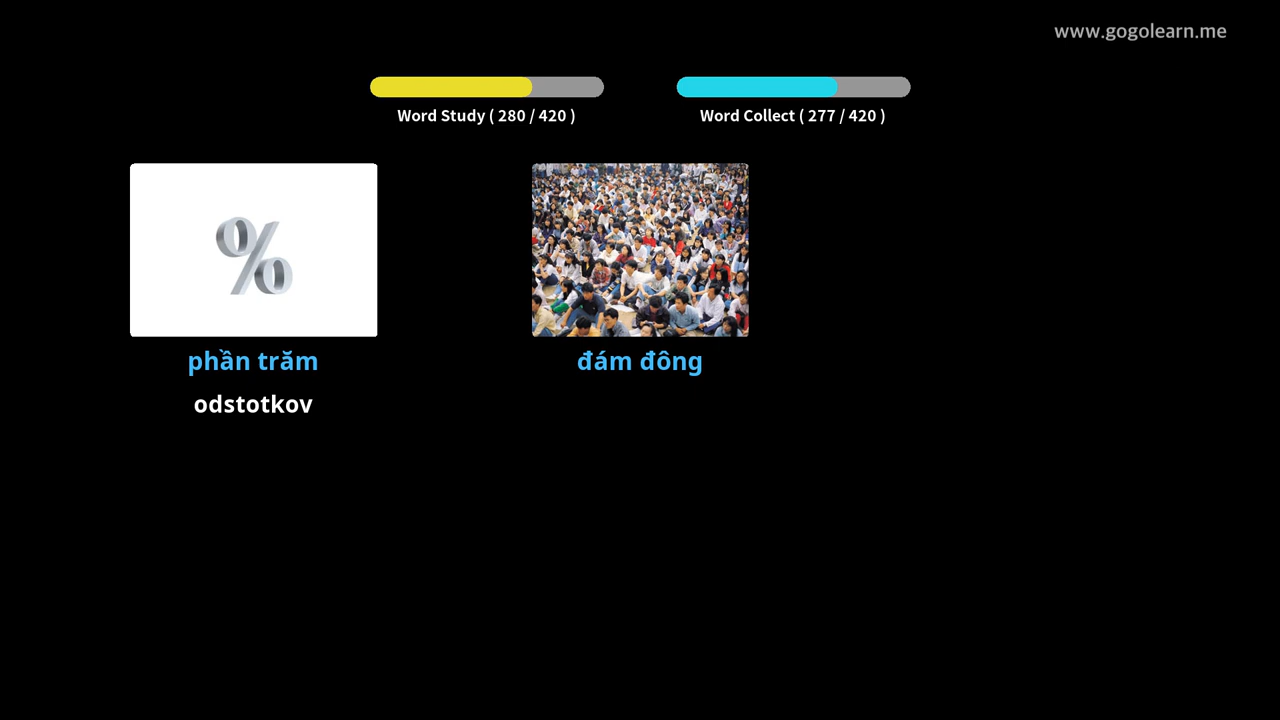 www.gogolearn.me
Word Study ( 280 / 420 )
Word Collect ( 277 / 420 )
%
phần trăm
đám đông
odstotkov